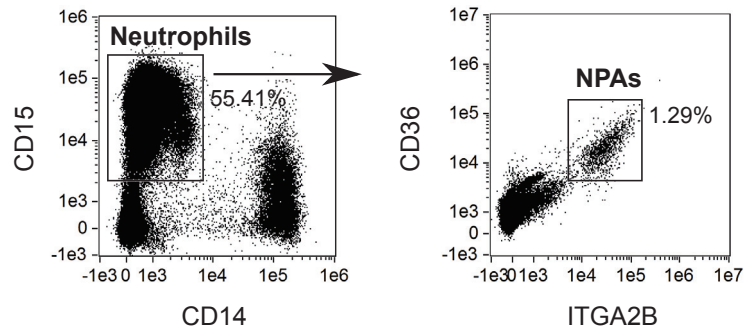 Neutrophils
55.41%
1e6
1e5
1e4
1e3
0
-1e3
CD15
-1e3 0 1e3 1e4 1e5 1e6
CD14
NPAs
1.29%
1e7
1e6
1e5
1e4
1e3
0
-1e3
CD36
-1e3 0 1e3 1e4 1e5 1e6 1e7
ITGA2B